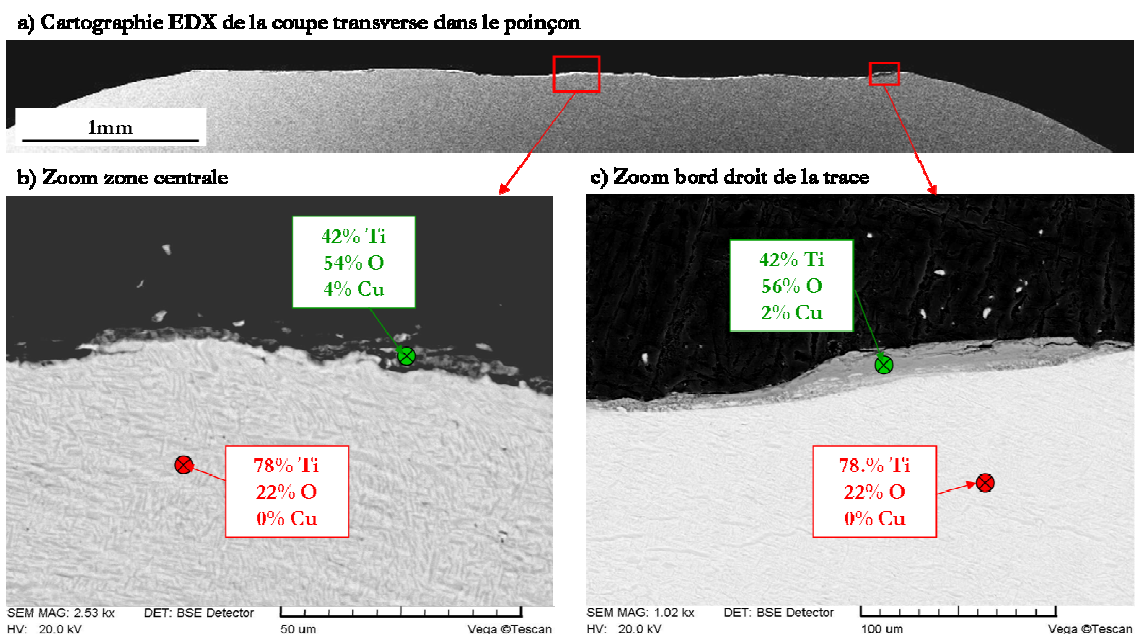 a) Cartographie EDX de la coupe transverse dans le poinçon
1mm
b) Zoom zone centrale
c) Zoom bord droit de la trace
42% Ti
54% O
4% Cu
42% Ti
56% O
2% Cu
78% Ti
22% O
0% Cu
78.% Ti
22% O
0% Cu
SEM MAG: 2.53 kx DET: BSE Detector
HV: 20.0 kV 50 um Vega ©Tescan
SEM MAG: 1.02 kx DET: BSE Detector
HV: 20.0 kV 100 um Vega ©Tescan